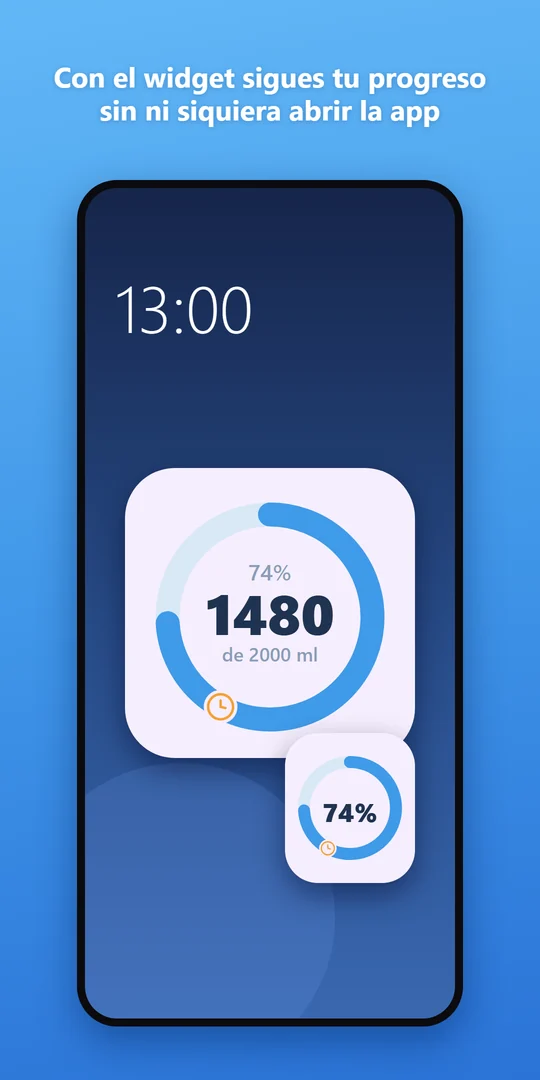 Con el widget sigues tu progreso
sin ni siquiera abrir la app
13:00
74%
1480
de 2000 ml
74%